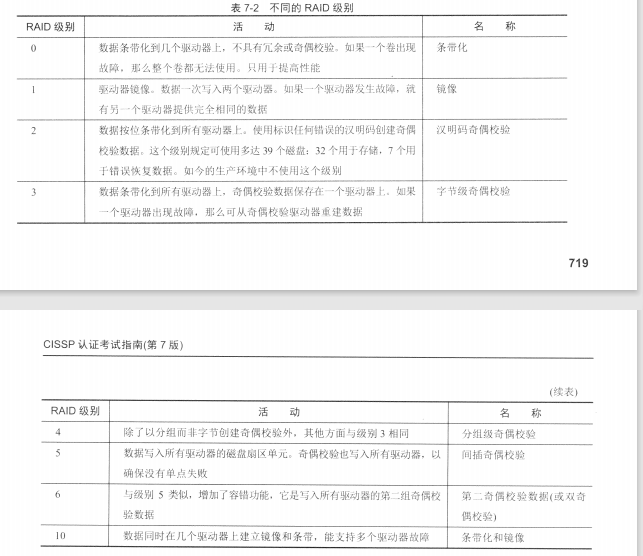 表 7-2 不同的 RAID 级别
RAID 级别 活 动 名 称
0 数据条带化到几个驱动器上，不具有冗余或奇偶校验。如果一个卷出现 条带化
故障，那么整个卷都无法使用。只用于提高性能
1 驱动器镜像。数据一次写入两个驱动器。如果一个驱动器发生故障，就 镜像
有另一个驱动器提供完全相同的数据
2 数据按位条带化到所有驱动器上。使用标识任何错误的汉明码创建奇偶 汉明码奇偶校验
校验数据。这个级别规定可使用多达 39 个磁盘：32 个用于存储，7 个用
于错误恢复数据。如今的生产环境中不使用这个级别
3 数据条带化到所有驱动器上，奇偶校验数据保存在一个驱动器上。如果 字节级奇偶校验
一个驱动器出现故障，那么可从奇偶校验驱动器重建数据
719
CISSP 认证考试指南(第 7 版)
(续表)
RAID 级别 活 动 名 称
4 除了以分组而非字节创建奇偶校验外，其他方面与级别 3 相同 分组级奇偶校验
5 数据写入所有驱动器的磁盘扇区单元。奇偶校验也写入所有驱动器，以 间插奇偶校验
确保没有单点失败
6 与级别 5 类似，增加了容错功能，它是写入所有驱动器的第二组奇偶校 第二奇偶校验数据(或双奇
验数据 偶校验)
10 数据同时在几个驱动器上建立镜像和条带，能支持多个驱动器故障 条带化和镜像